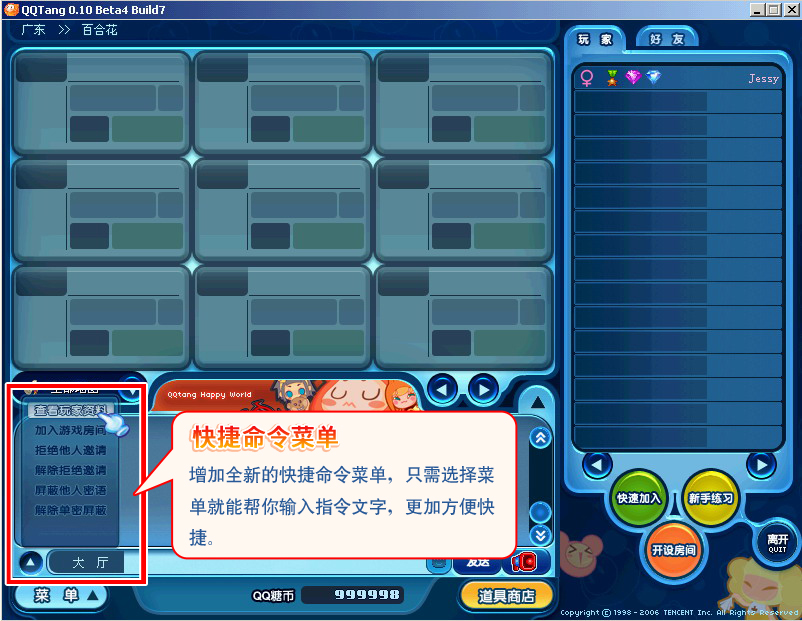 QQTang 0.10 Beta4 Build7
广东 >> 百合花
玩 家
好 友
Jessy
QQtang Happy World
查看玩家资料
加入游戏房间
拒绝他人邀请
解除拒绝邀请
屏蔽他人密语
解除单密屏蔽
快捷命令菜单
增加全新的快捷命令菜单，只需选择菜
单就能帮你输入指令文字，更加方便快
捷。
大 厅
发送
快速加入
新手练习
开设房间
离开
QUIT
菜 单
QQ糖币
999998
道具商店
Copyright © 1998 - 2006 TENCENT Inc. All Rights Reserved